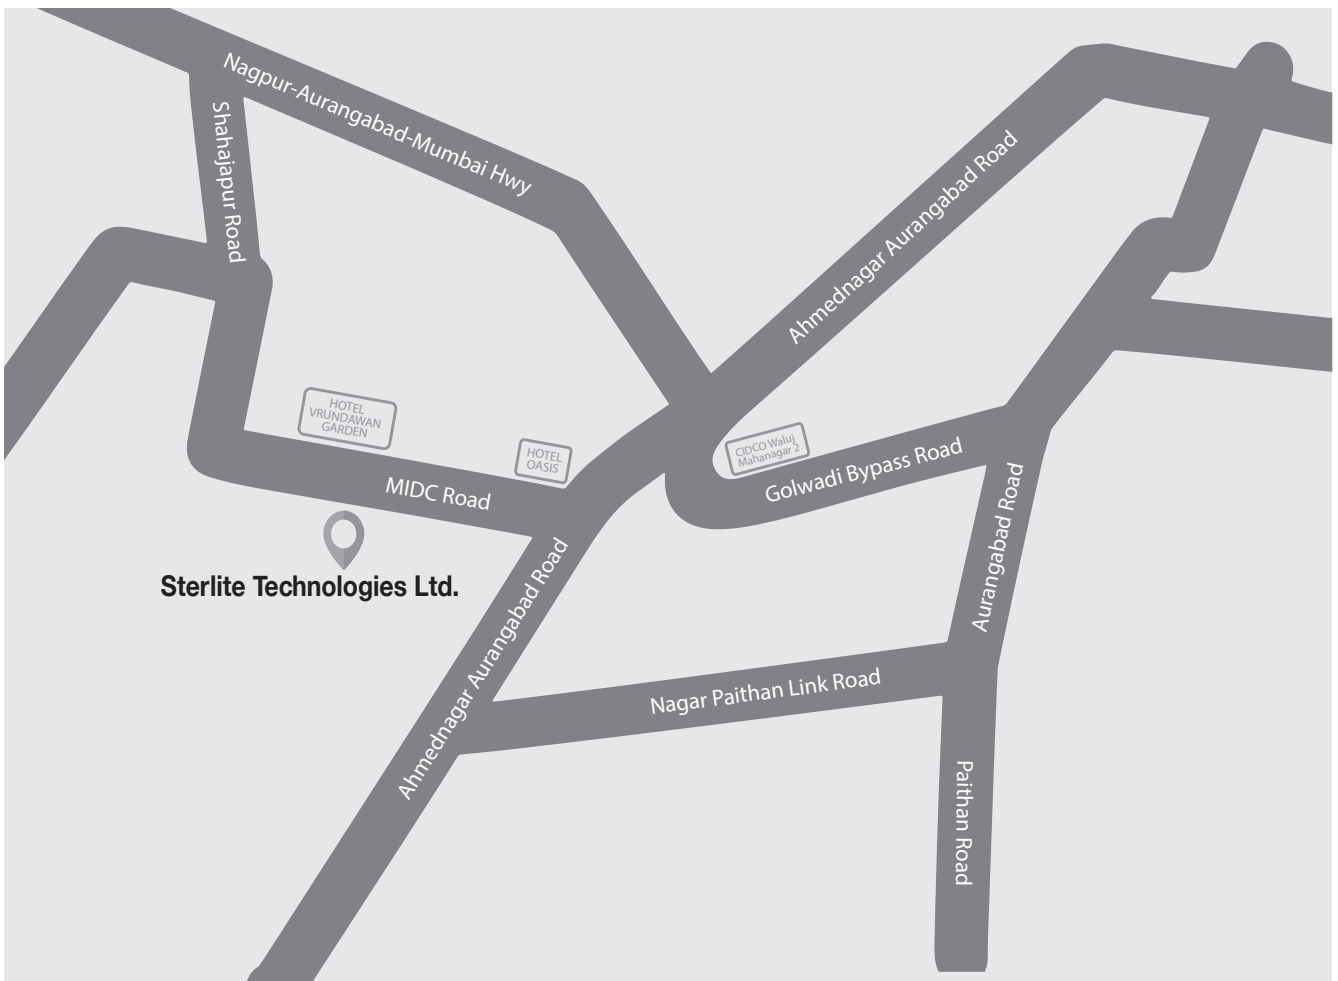 Nagpur-Aurangabad-Mumbai Hwy
Shahajapur Road
Ahmednagar Aurangabad Road
HOTEL
VRUNDAWAN
GARDEN
HOTEL
OASIS
CIDCO Waluj
Mahanagar 2
Golwadi Bypass Road
MIDC Road
Aurangabad Road
Sterlite Technologies Ltd.
Ahmednagar Aurangabad Road
Nagar Paithan Link Road
Paithan Road